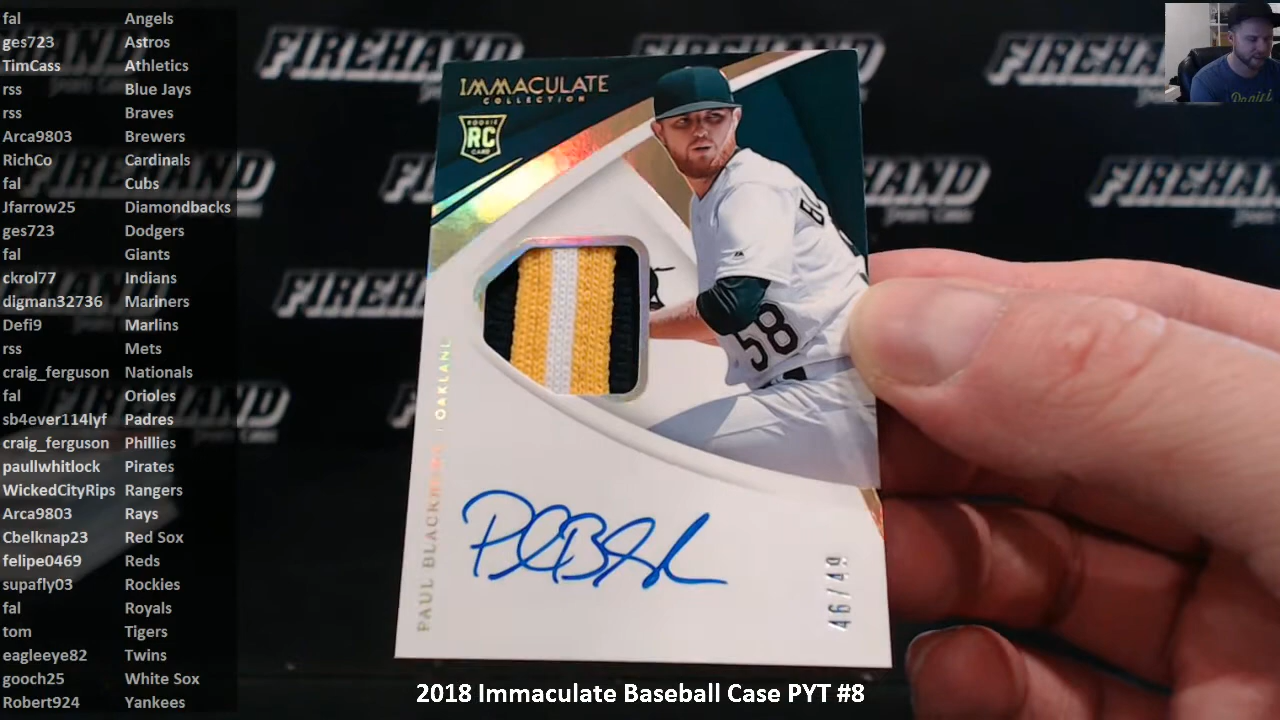 fal Angels
ges723 Astros
TimCass Athletics
rss Blue Jays
rss Braves
Arca9803 Brewers
RichCo Cardinals
fal Cubs
Jfarrow25 Diamondbacks
ges723 Dodgers
fal Giants
ckrol77 Indians
digman32736 Mariners
Defi9 Marlins
rss Mets
craig_ferguson Nationals
fal Orioles
sb4ever114lyf Padres
craig_ferguson Phillies
paullwhitlock Pirates
WickedCityRips Rangers
Arca9803 Rays
Cbelknap23 Red Sox
felipe0469 Reds
supafly03 Rockies
fal Royals
tom Tigers
eagleeye82 Twins
gooch25 White Sox
Robert924 Yankees
FIREHAND
FIREHAND
IMMACULATE
COLLECTION
ROOKIE
RC
CARD
58
PAUL BLACKBURN | OAKLAND
46/49
2018 Immaculate Baseball Case PYT #8